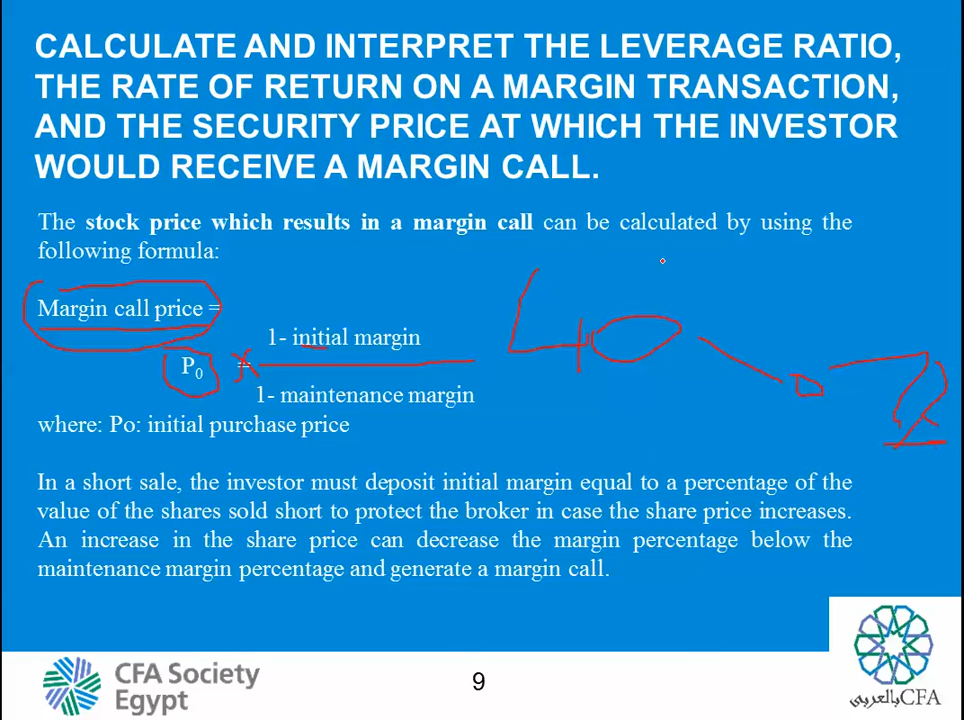 CALCULATE AND INTERPRET THE LEVERAGE RATIO,
THE RATE OF RETURN ON A MARGIN TRANSACTION,
AND THE SECURITY PRICE AT WHICH THE INVESTOR
WOULD RECEIVE A MARGIN CALL.
The stock price which results in a margin call can be calculated by using the
following formula:
Margin call price =
1- initial margin
P0 =
1- maintenance margin
where: Po: initial purchase price
40
In a short sale, the investor must deposit initial margin equal to a percentage of the
value of the shares sold short to protect the broker in case the share price increases.
An increase in the share price can decrease the margin percentage below the
maintenance margin percentage and generate a margin call.
CFA Society
Egypt
9
CFA بالعربي